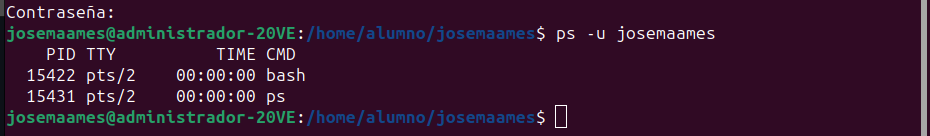 Contraseña:
josemaames@administrador-20VE:/home/alumno/josemaames$ ps -u josemaames
    PID TTY          TIME CMD
  15422 pts/2    00:00:00 bash
  15431 pts/2    00:00:00 ps
josemaames@administrador-20VE:/home/alumno/josemaames$